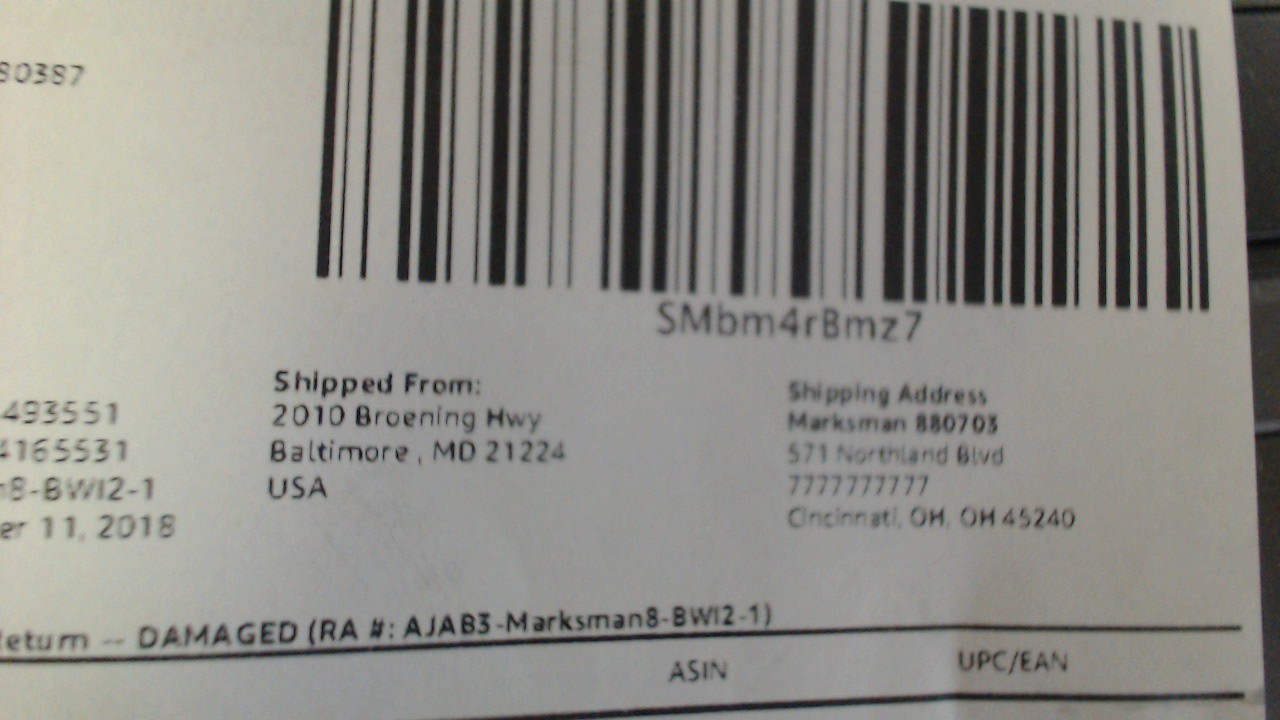 80387
SMbm4rBmz7
Shipped From:
2010 Broening Hwy
Baltimore , MD 21224
USA
Shipping Address
Marksman 880703
571 Northland Blvd
7777777777
Cincinnati, OH, OH 45240
493551
4165531
8-BWI2-1
er 11, 2018
eturn -- DAMAGED (RA #: AJAB3-Marksman8-BWI2-1)
ASIN
UPC/EAN